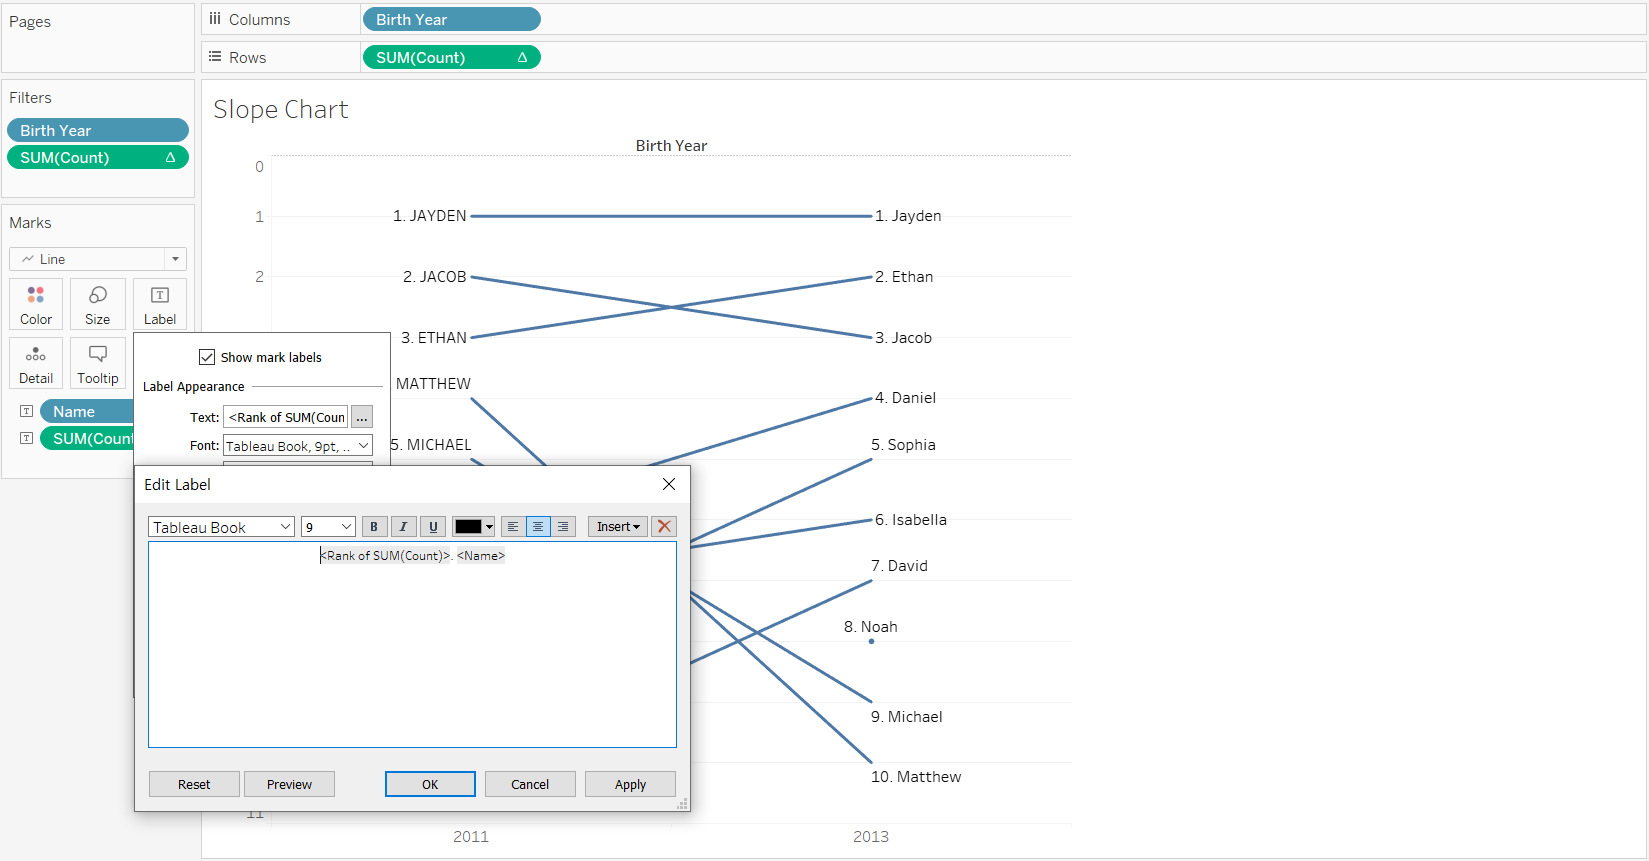 Pages
Columns
Birth Year
Rows
SUM(Count) Δ
Filters
Birth Year
SUM(Count) Δ
Marks
Line
Color
Size
Label
Detail
Tooltip
Name
SUM(Count
Slope Chart
Birth Year
0
1
2
11
1. JAYDEN
2. JACOB
3. ETHAN
MATTHEW
5. MICHAEL
1. Jayden
2. Ethan
3. Jacob
4. Daniel
5. Sophia
6. Isabella
7. David
8. Noah
9. Michael
10. Matthew
2011
2013
Show mark labels
Label Appearance
Text: <Rank of SUM(Coun ...
Font: Tableau Book, 9pt, ..
Edit Label
Tableau Book
9
B I U
Insert
<Rank of SUM(Count)>. <Name>
Reset
Preview
OK
Cancel
Apply